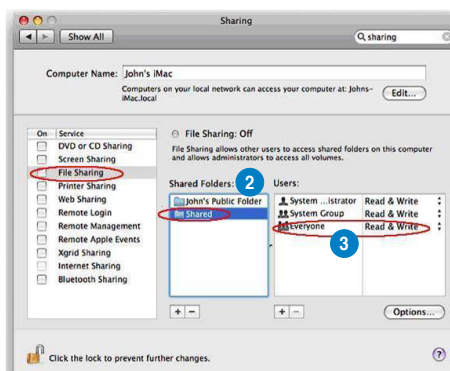 Sharing
Show All
sharing
Computer Name: John's iMac
Computers on your local network can access your computer at: Johns-
iMac.local
Edit...
On Service
DVD or CD Sharing
Screen Sharing
File Sharing
Printer Sharing
Web Sharing
Remote Login
Remote Management
Remote Apple Events
Xgrid Sharing
Internet Sharing
Bluetooth Sharing
File Sharing: Off
File Sharing allows other users to access shared folders on this computer
and allows administrators to access all volumes.
Shared Folders: 2
John's Public Folder
Shared
Users:
System ...istrator Read & Write
System Group Read & Write
Everyone Read & Write
3
+ −
+ −
Options...
Click the lock to prevent further changes.
?